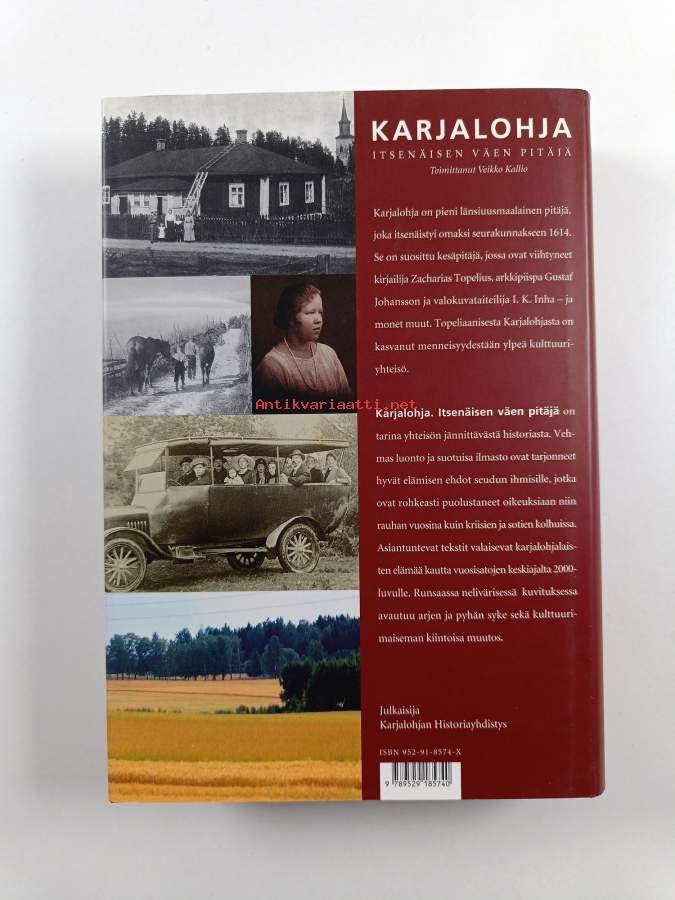 KARJALOHJA
ITSENÄISEN VÄEN PITÄJÄ
Toimittanut Veikko Kallio
Karjalohja on pieni länsiuusmaalainen pitäjä,
joka itsenäistyi omaksi seurakunnakseen 1614.
Se on suosittu kesäpitäjä, jossa ovat viihtyneet
kirjailija Zacharias Topelius, arkkipiispa Gustaf
Johansson ja valokuvataiteilija I. K. Inha – ja
monet muut. Topeliaanisesta Karjalohjasta on
kasvanut menneisyydestään ylpeä kulttuuri-
yhteisö.
Antikvariaatti.net
Karjalohja. Itsenäisen väen pitäjä on
tarina yhteisön jännittävästä historiasta. Veh-
mas luonto ja suotuisa ilmasto ovat tarjonneet
hyvät elämisen ehdot seudun ihmisille, jotka
ovat rohkeasti puolustaneet oikeuksiaan niin
rauhan vuosina kuin kriisien ja sotien kolhuissa.
Asiantuntevat tekstit valaisevat karjalohjalais-
ten elämää kautta vuosisatojen keskiajalta 2000-
luvulle. Runsaassa nelivärisessä kuvituksessa
avautuu arjen ja pyhän syke sekä kulttuuri-
maiseman kiintoisa muutos.
Julkaisija
Karjalohjan Historiayhdistys
ISBN 952-91-8574-X
9 789529 185740